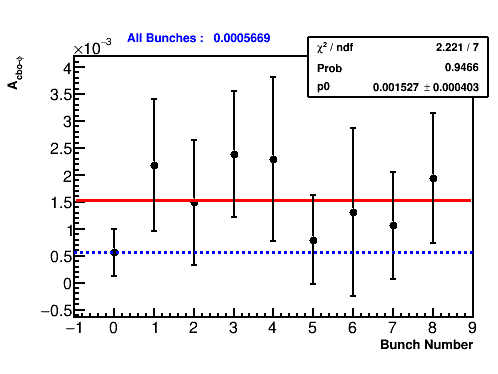 All Bunches : 0.0005669
χ² / ndf 2.221 / 7
Prob 0.9466
p0 0.001527 ± 0.000403
×10⁻³
A_cbo-ϕ
4
3.5
3
2.5
2
1.5
1
0.5
0
−0.5
−1 0 1 2 3 4 5 6 7 8 9
Bunch Number